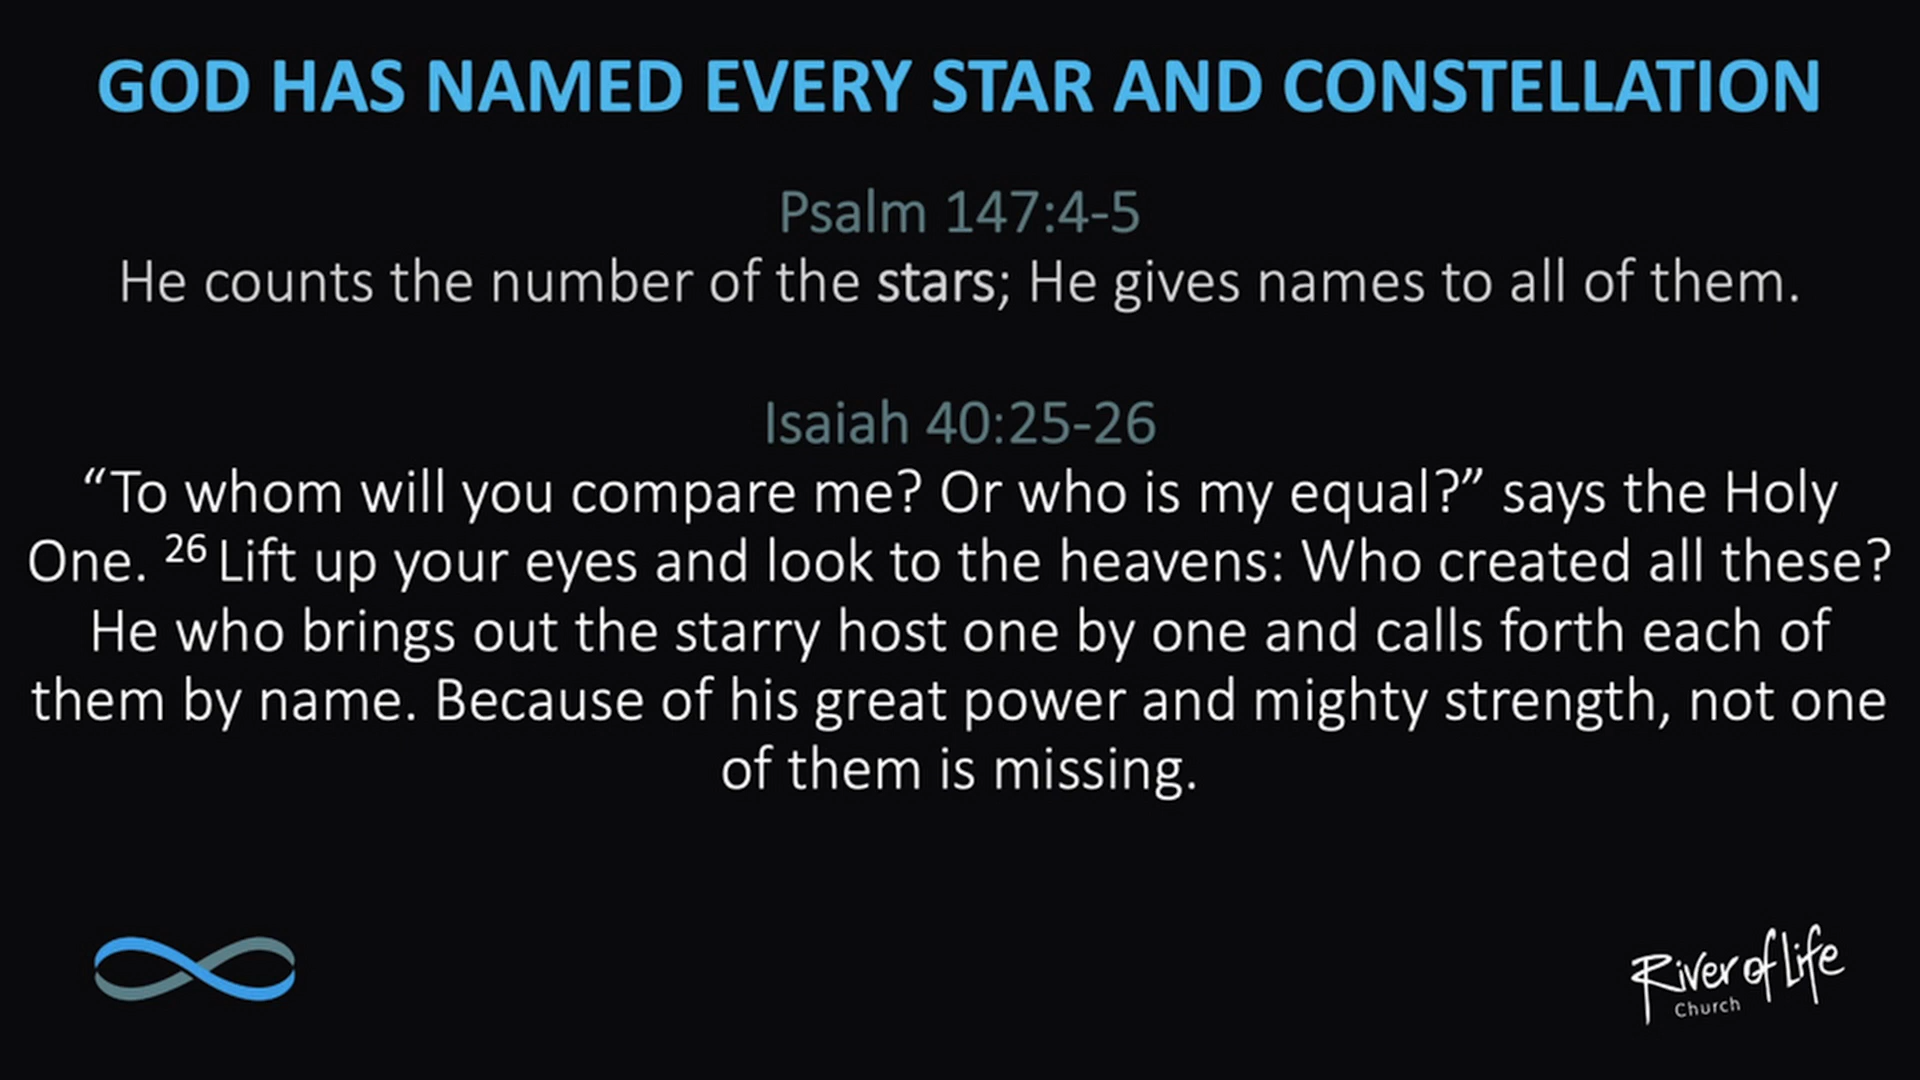 GOD HAS NAMED EVERY STAR AND CONSTELLATION
Psalm 147:4-5
He counts the number of the stars; He gives names to all of them.
Isaiah 40:25-26
“To whom will you compare me? Or who is my equal?” says the Holy
One. 26 Lift up your eyes and look to the heavens: Who created all these?
He who brings out the starry host one by one and calls forth each of
them by name. Because of his great power and mighty strength, not one
of them is missing.
River of Life
Church